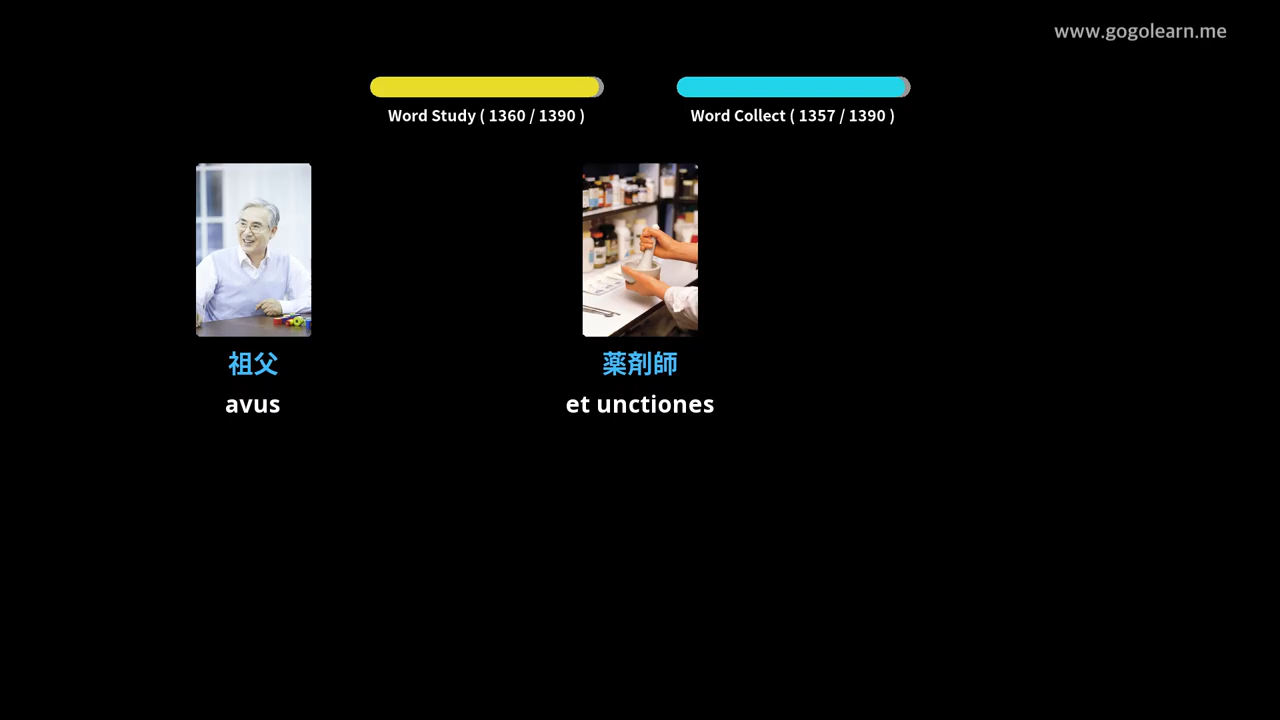 www.gogolearn.me
Word Study ( 1360 / 1390 )
Word Collect ( 1357 / 1390 )
祖父
avus
薬剤師
et unctiones